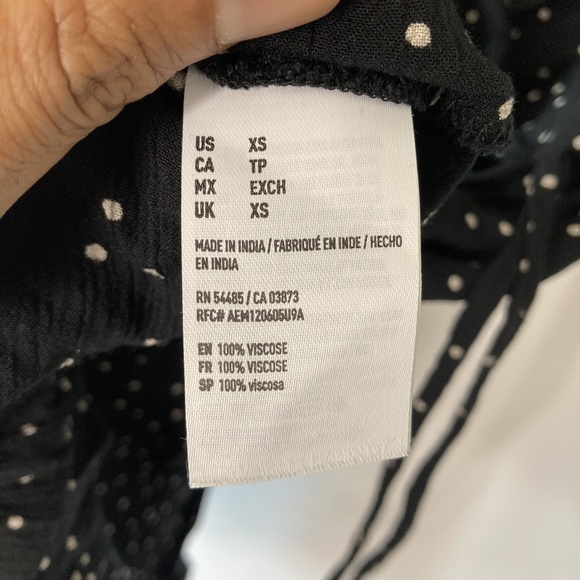 US XS
CA TP
MX EXCH
UK XS
MADE IN INDIA / FABRIQUÉ EN INDE / HECHO
EN INDIA
RN 54485 / CA 03873
RFC# AEM120605U9A
EN 100% VISCOSE
FR 100% VISCOSE
SP 100% viscosa